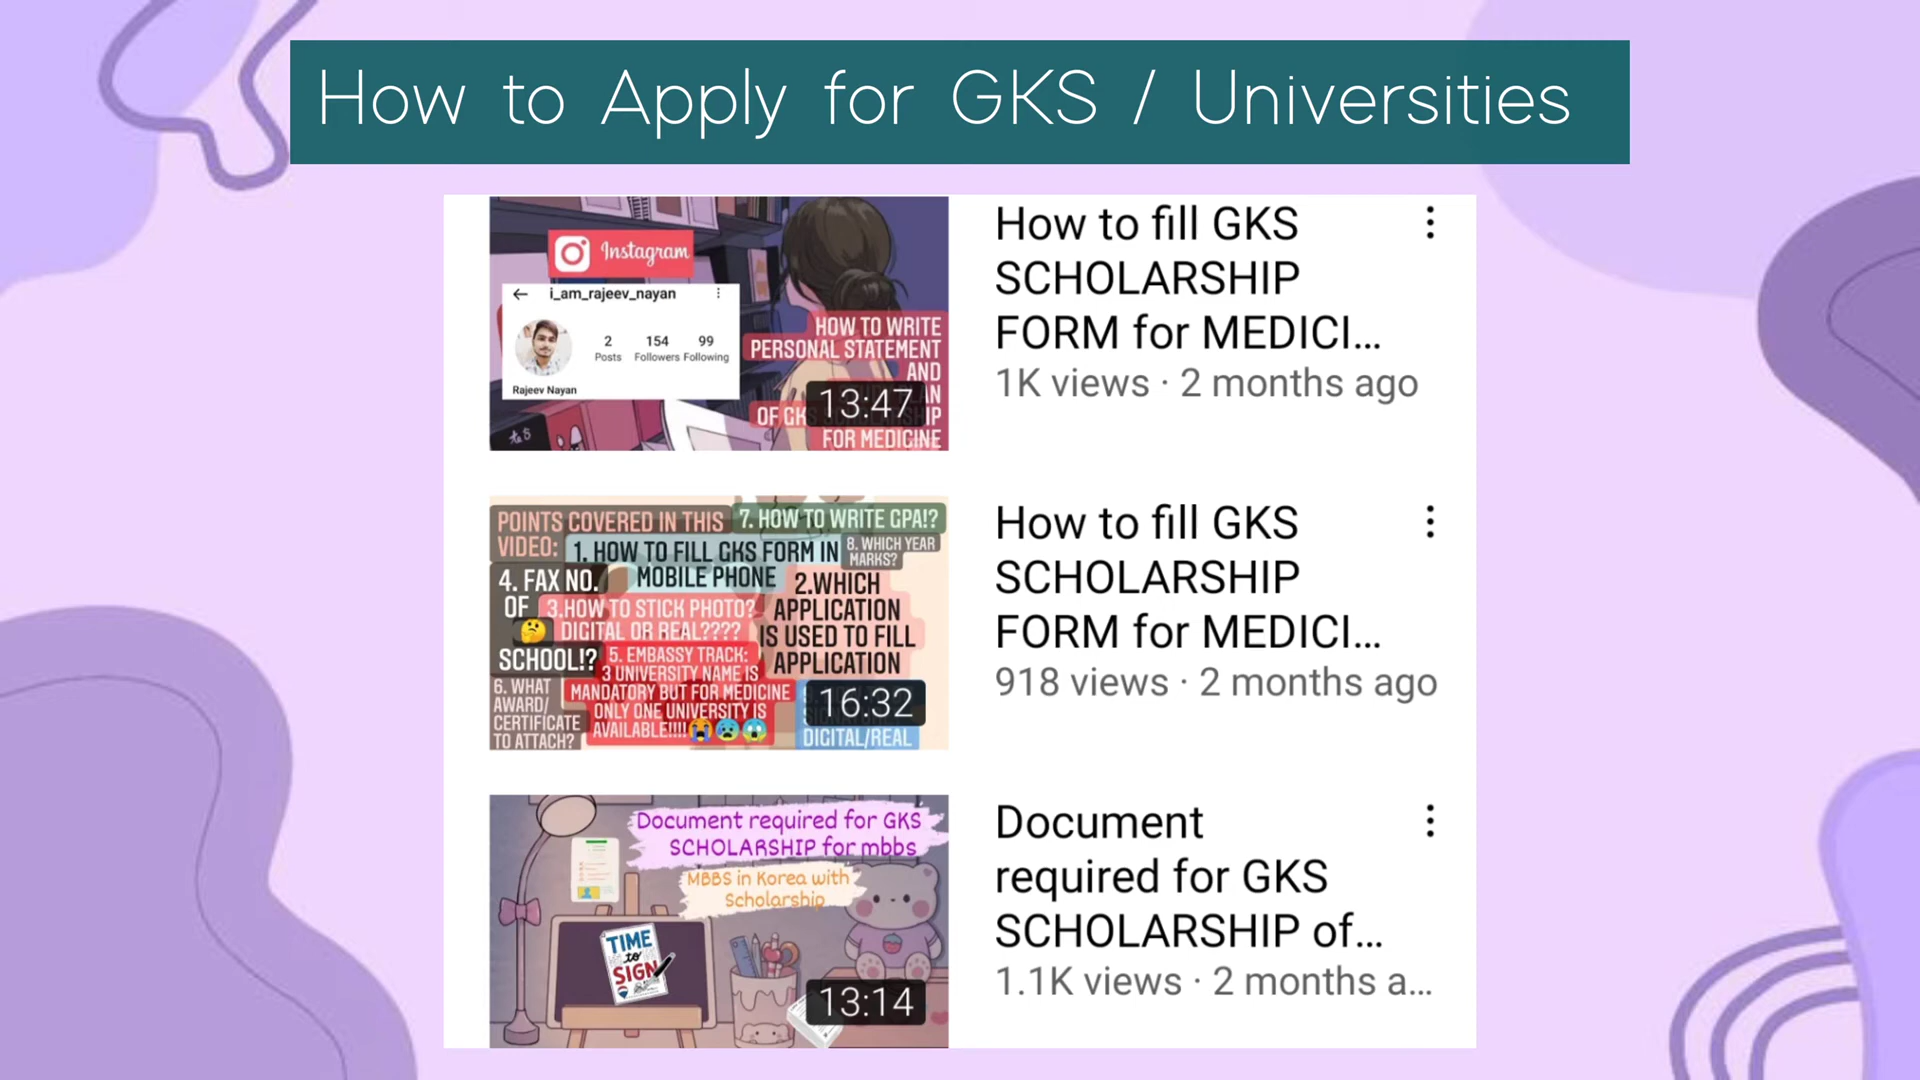 How to Apply for GKS / Universities
Instagram
i_am_rajeev_nayan
2 154 99
Posts Followers Following
Rajeev Nayan
HOW TO WRITE
PERSONAL STATEMENT
AND
OF GKS
FOR MEDICINE
13:47
How to fill GKS
SCHOLARSHIP
FORM for MEDICI...
1K views · 2 months ago
POINTS COVERED IN THIS
VIDEO:
7. HOW TO WRITE GPA!?
1. HOW TO FILL GKS FORM IN
MOBILE PHONE
8. WHICH YEAR
MARKS?
4. FAX NO.
OF
SCHOOL!?
3.HOW TO STICK PHOTO?
DIGITAL OR REAL????
2.WHICH
APPLICATION
IS USED TO FILL
APPLICATION
5. EMBASSY TRACK:
3 UNIVERSITY NAME IS
MANDATORY BUT FOR MEDICINE
ONLY ONE UNIVERSITY IS
AVAILABLE!!!!
6. WHAT
AWARD/
CERTIFICATE
TO ATTACH?
DIGITAL/REAL
16:32
How to fill GKS
SCHOLARSHIP
FORM for MEDICI...
918 views · 2 months ago
Document required for GKS
SCHOLARSHIP for mbbs
MBBS in Korea with
Scholarship
TIME
to
SIGN
13:14
Document
required for GKS
SCHOLARSHIP of...
1.1K views · 2 months a...